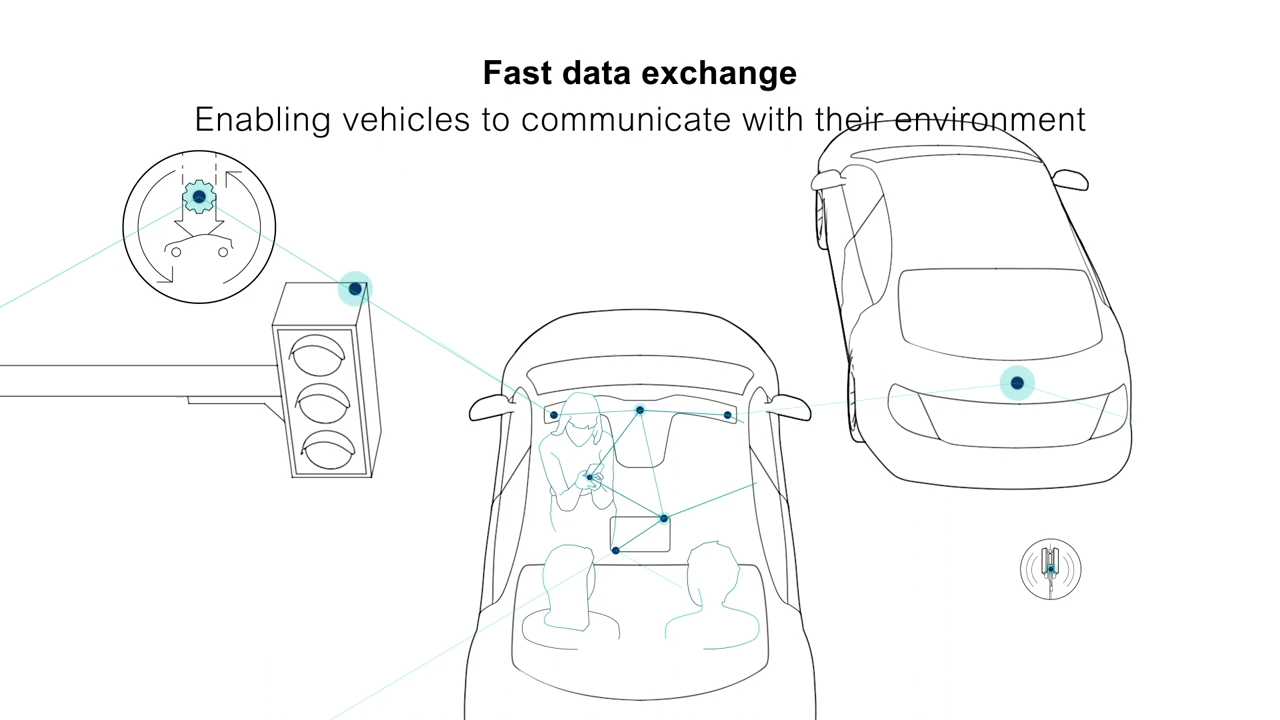 Fast data exchange
Enabling vehicles to communicate with their environment